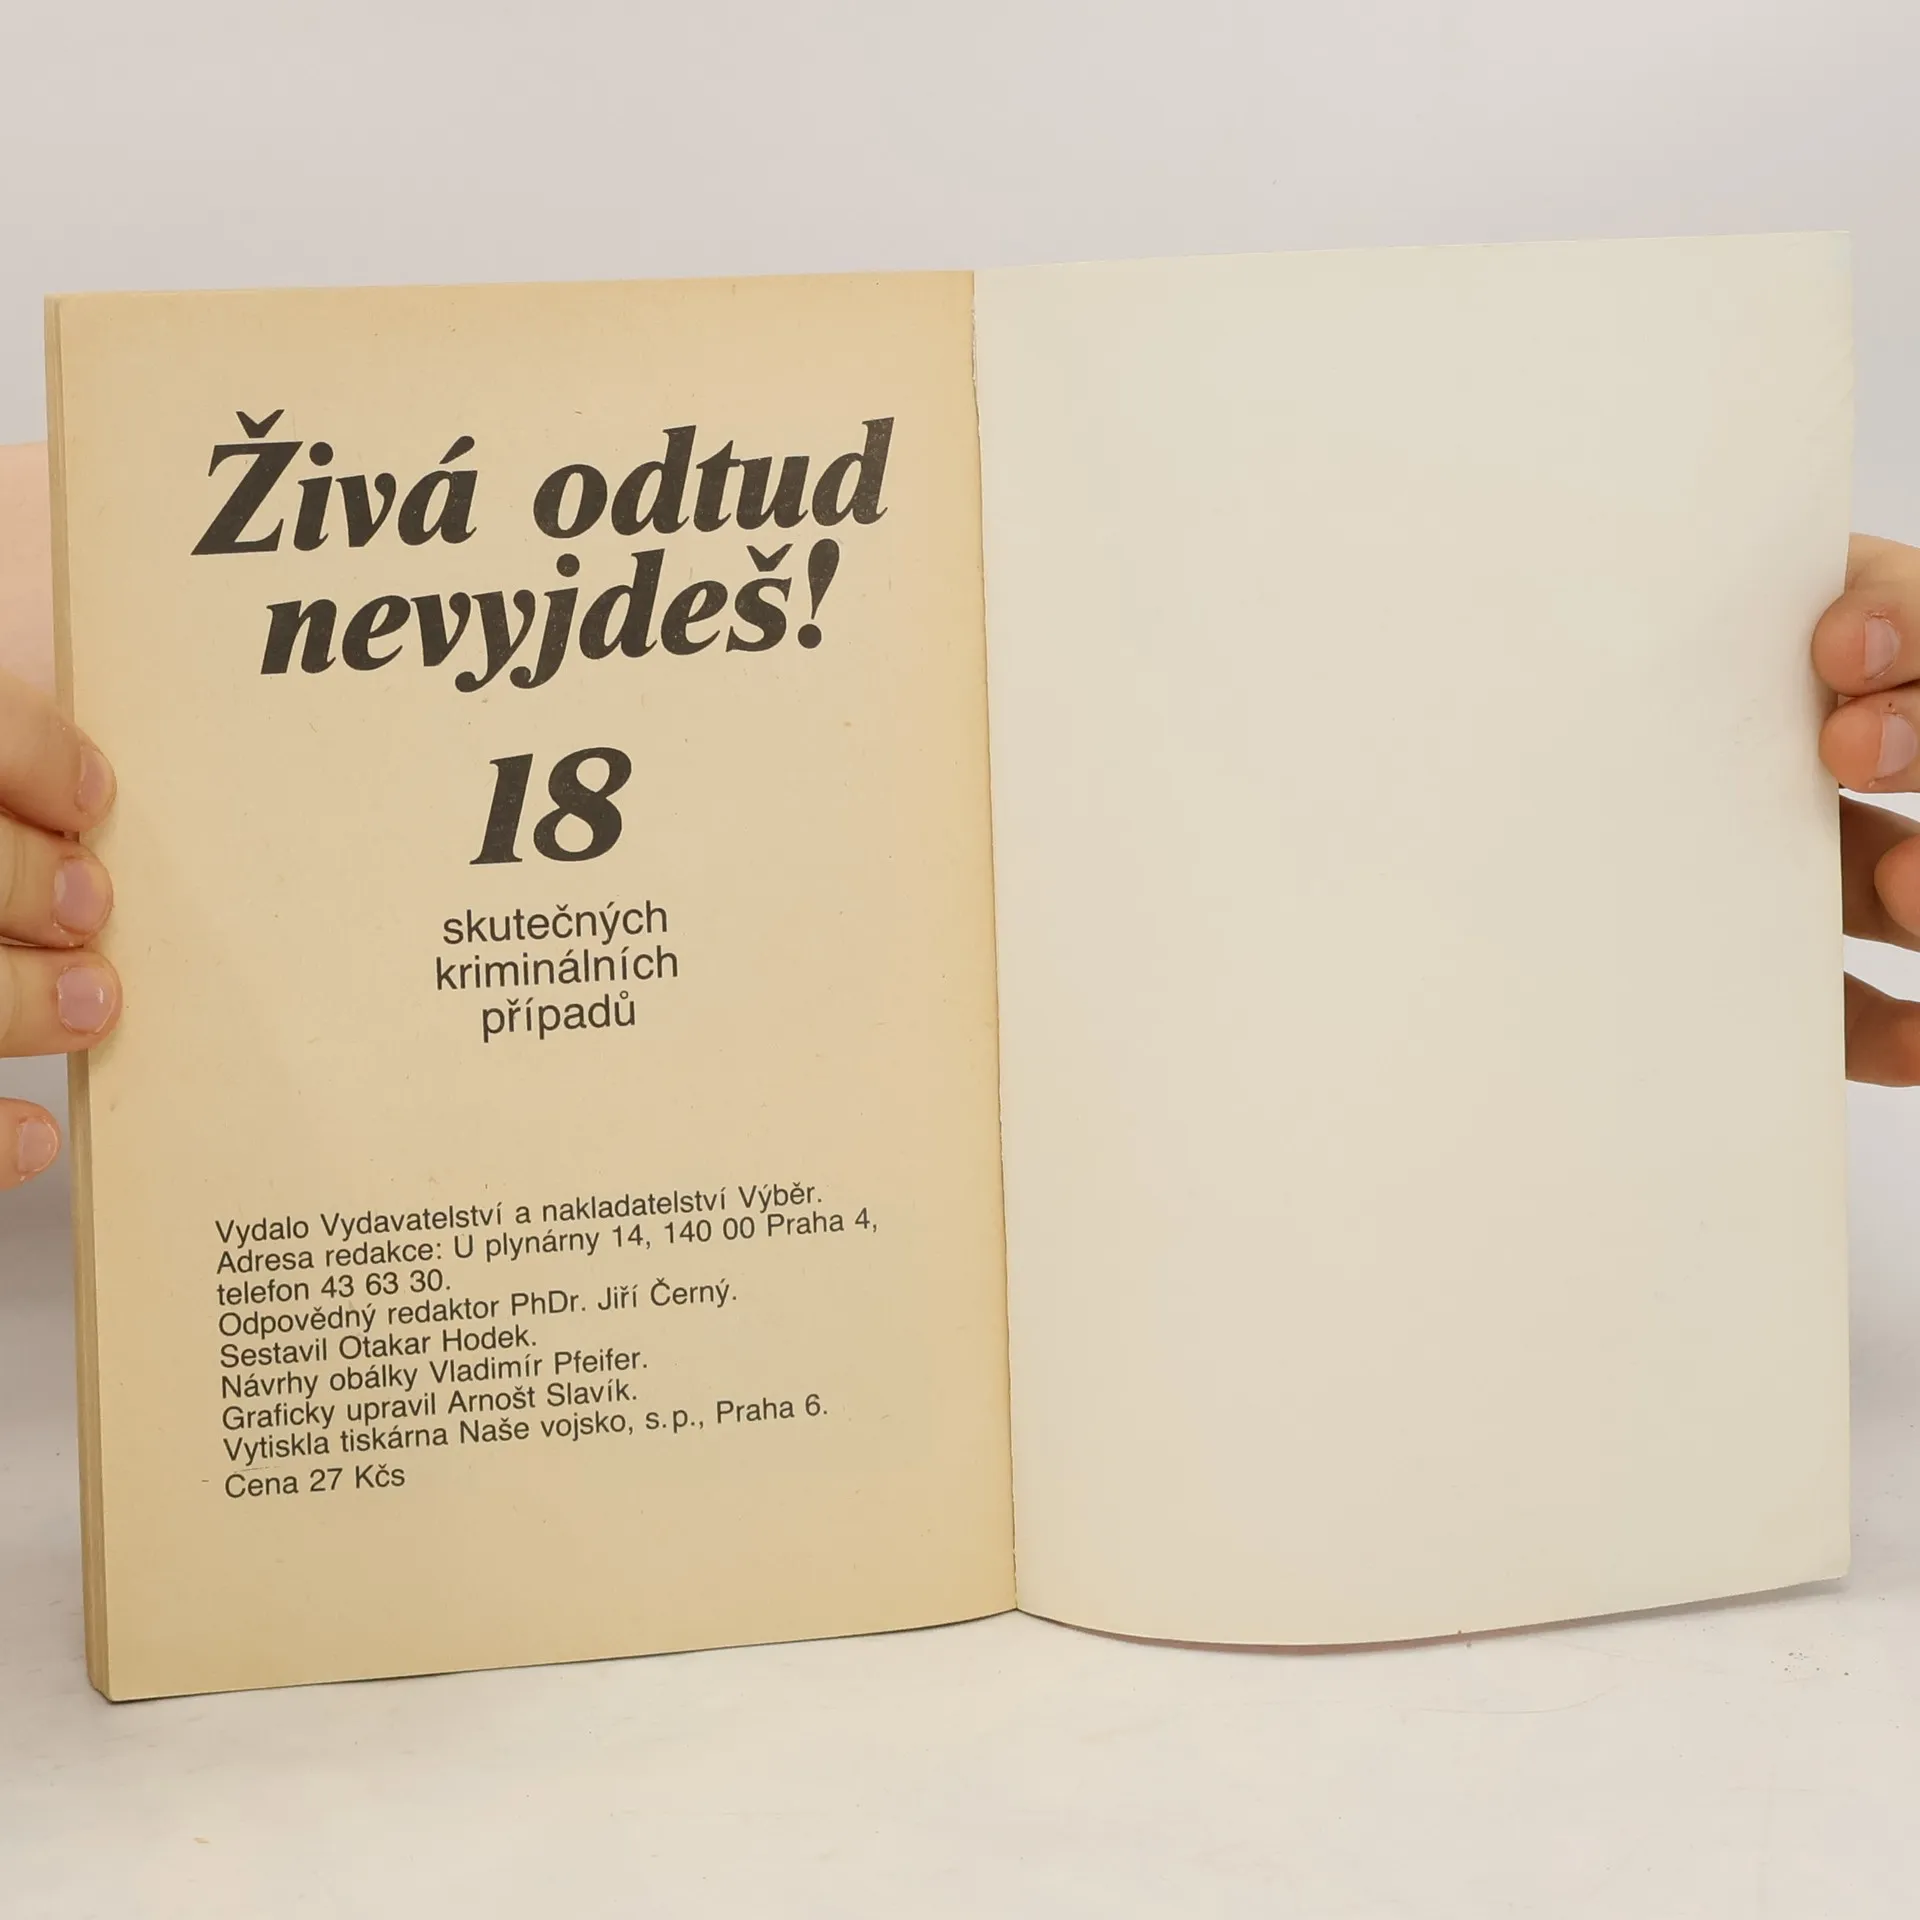 Živá odtud
nevyjdeš!
18
skutečných
kriminálních
případů
Vydalo Vydavatelství a nakladatelství Výběr.
Adresa redakce: U plynárny 14, 140 00 Praha 4,
telefon 43 63 30.
Odpovědný redaktor PhDr. Jiří Černý.
Sestavil Otakar Hodek.
Návrhy obálky Vladimír Pfeifer.
Graficky upravil Arnošt Slavík.
Vytiskla tiskárna Naše vojsko, s.p., Praha 6.
Cena 27 Kčs